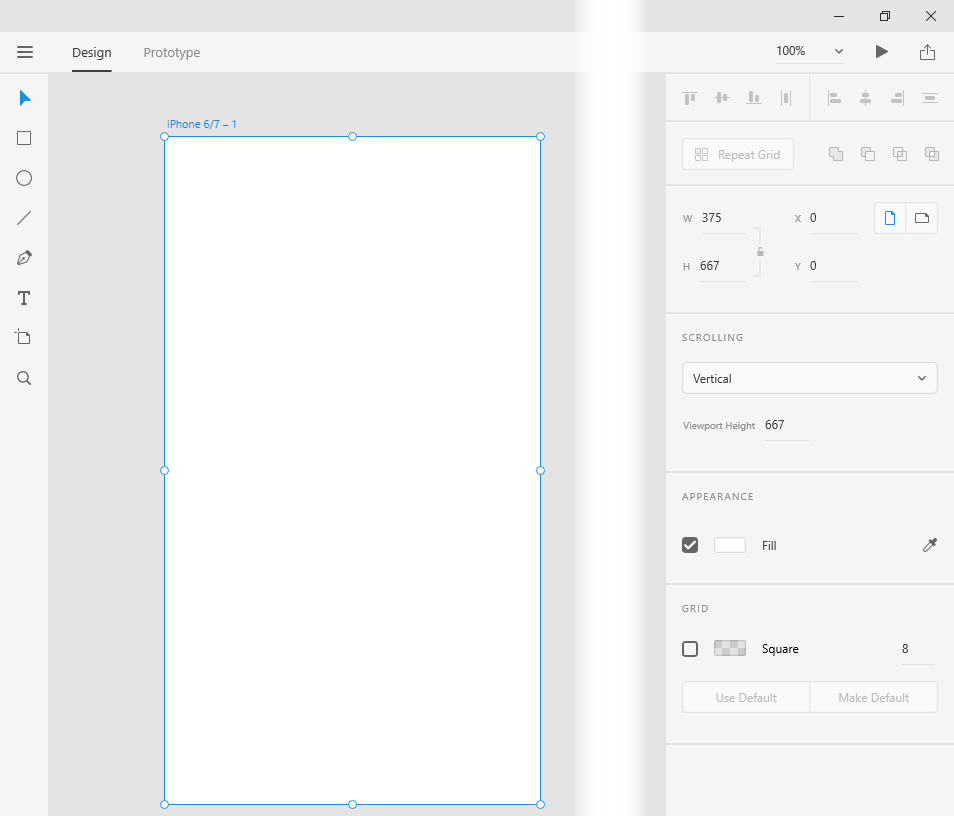 Design Prototype 100%
iPhone 6/7 – 1
Repeat Grid
W 375 X 0
H 667 Y 0
SCROLLING
Vertical
Viewport Height 667
APPEARANCE
Fill
GRID
Square 8
Use Default Make Default